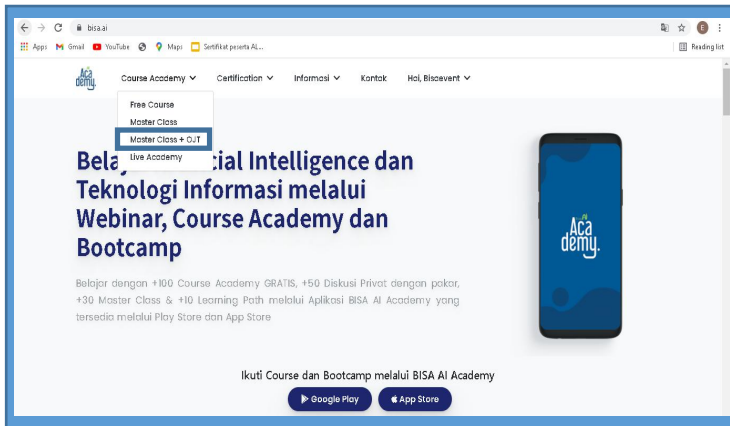 bisa.ai
E
Apps Gmail YouTube Maps Sertifikat peserta AI... Reading list
Aca demy. Course Academy Certification Informasi Kontak Hai, Bisaevent
Free Course
Master Class
Master Class + OJT
Live Academy
Bela cial Intelligence dan
Teknologi Informasi melalui
Webinar, Course Academy dan
Bootcamp
Aca demy.
Belajar dengan +100 Course Academy GRATIS, +50 Diskusi Privat dengan pakar,
+30 Master Class & +10 Learning Path melalui Aplikasi BISA AI Academy yang
tersedia melalui Play Store dan App Store
Ikuti Course dan Bootcamp melalui BISA AI Academy
Google Play App Store